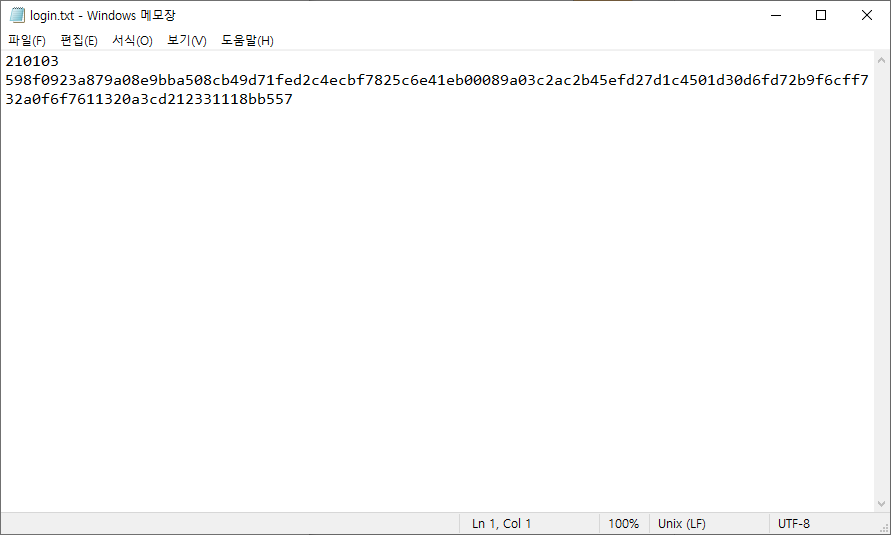 login.txt - Windows 메모장
파일(F) 편집(E) 서식(O) 보기(V) 도움말(H)
210103
598f0923a879a08e9bba508cb49d71fed2c4ecbf7825c6e41eb00089a03c2ac2b45efd27d1c4501d30d6fd72b9f6cff7
32a0f6f7611320a3cd212331118bb557
Ln 1, Col 1 100% Unix (LF) UTF-8